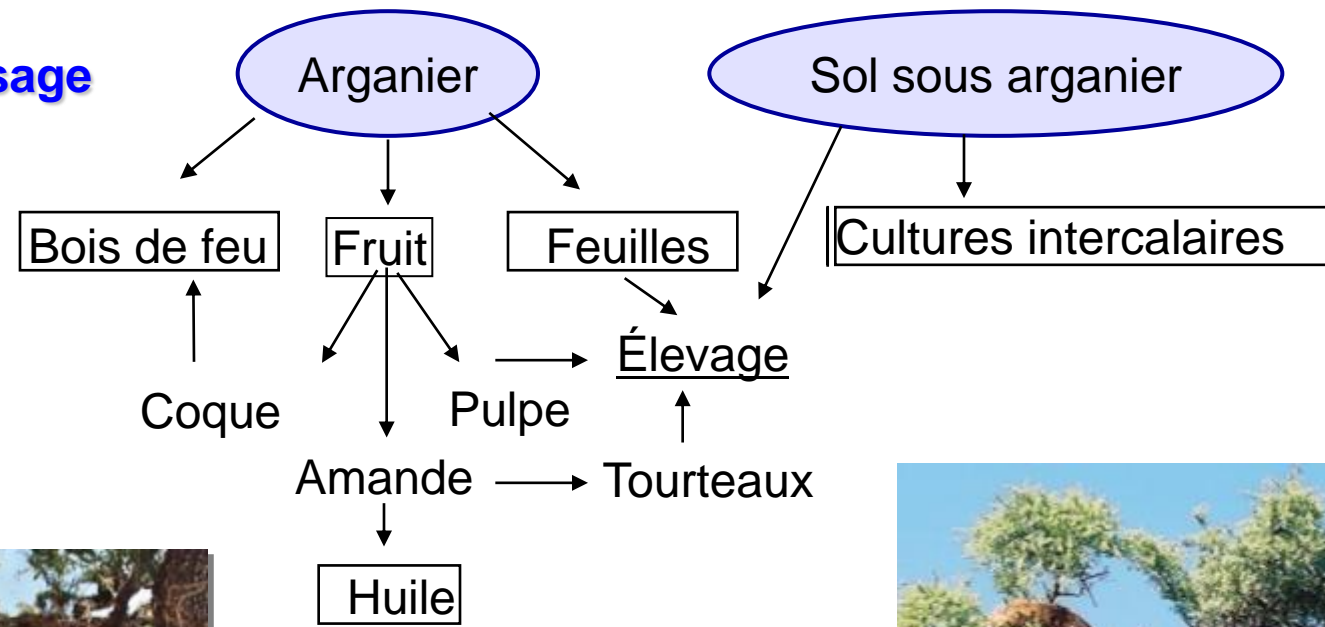 sage
Arganier
Sol sous arganier
Bois de feu
Fruit
Feuilles
Cultures intercalaires
Élevage
Coque
Pulpe
Amande
Tourteaux
Huile